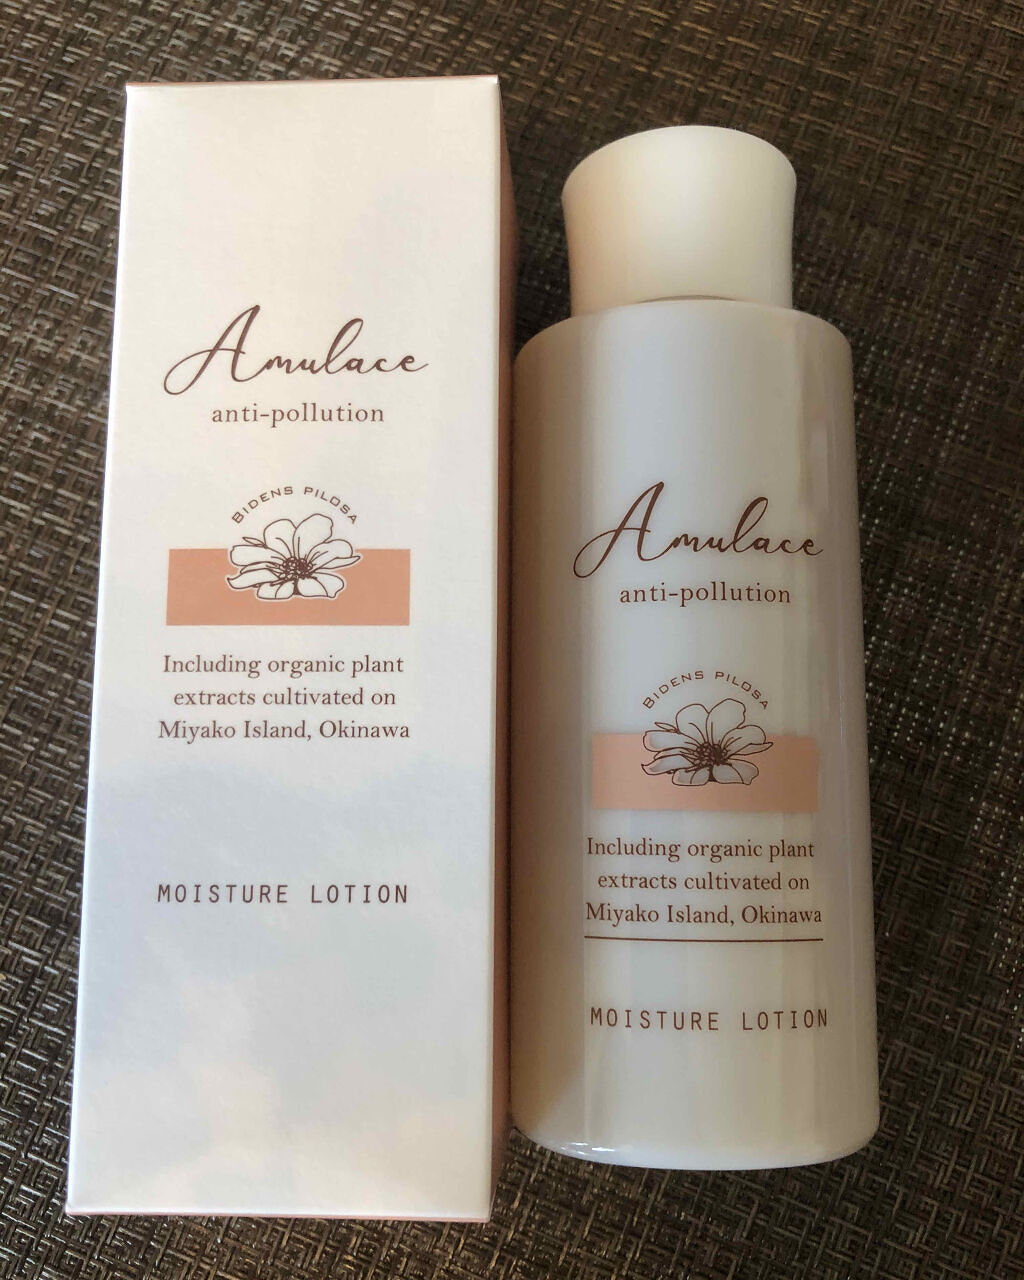 Amulace
anti-pollution
BIDENS PILOSA
Including organic plant
extracts cultivated on
Miyako Island, Okinawa
MOISTURE LOTION
Amulace
anti-pollution
BIDENS PILOSA
Including organic plant
extracts cultivated on
Miyako Island, Okinawa
MOISTURE LOTION